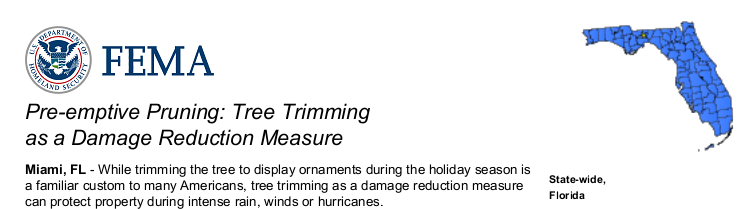 U.S. DEPARTMENT OF HOMELAND SECURITY
FEMA
Pre-emptive Pruning: Tree Trimming
as a Damage Reduction Measure
Miami, FL - While trimming the tree to display ornaments during the holiday season is
a familiar custom to many Americans, tree trimming as a damage reduction measure
can protect property during intense rain, winds or hurricanes.
State-wide,
Florida